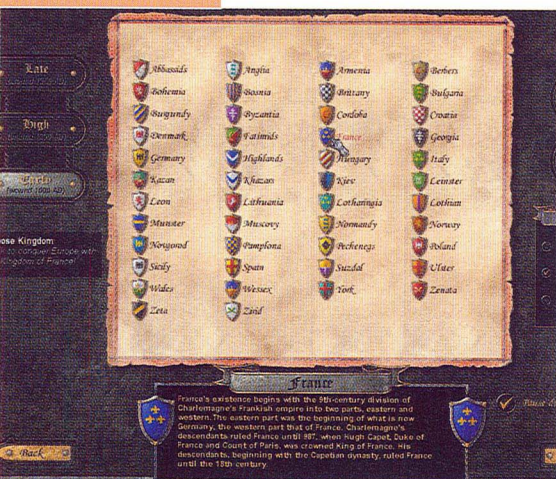 Late
High
Early
(around 1000 AD)
Choose Kingdom
to conquer Europe with
Kingdom of France!
Abbasids Anglia Armenia Berbers
Bohemia Bosnia Brittany Bulgaria
Burgundy Byzantia Cordoba Croatia
Denmark Fatimids France Georgia
Germany Highlands Hungary Italy
Kazan Khazars Kiev Leinster
Leon Lithuania Lotharingia Lothian
Munster Muscovy Normandy Norway
Novgorod Pamplona Pechenegs Poland
Sicily Spain Suzdal Ulster
Wales Wessex York Zenata
Zeta Zirid
France
France's existence begins with the 9th-century division of
Charlemagne's Frankish empire into two parts, eastern and
western. The eastern part was the beginning of what is now
Germany, the western part that of France. Charlemagne's
descendants ruled France until 987, when Hugh Capet, Duke of
France and Count of Paris, was crowned King of France. His
descendants, beginning with the Capetian dynasty, ruled France
until the 18th century.
Back
Pause